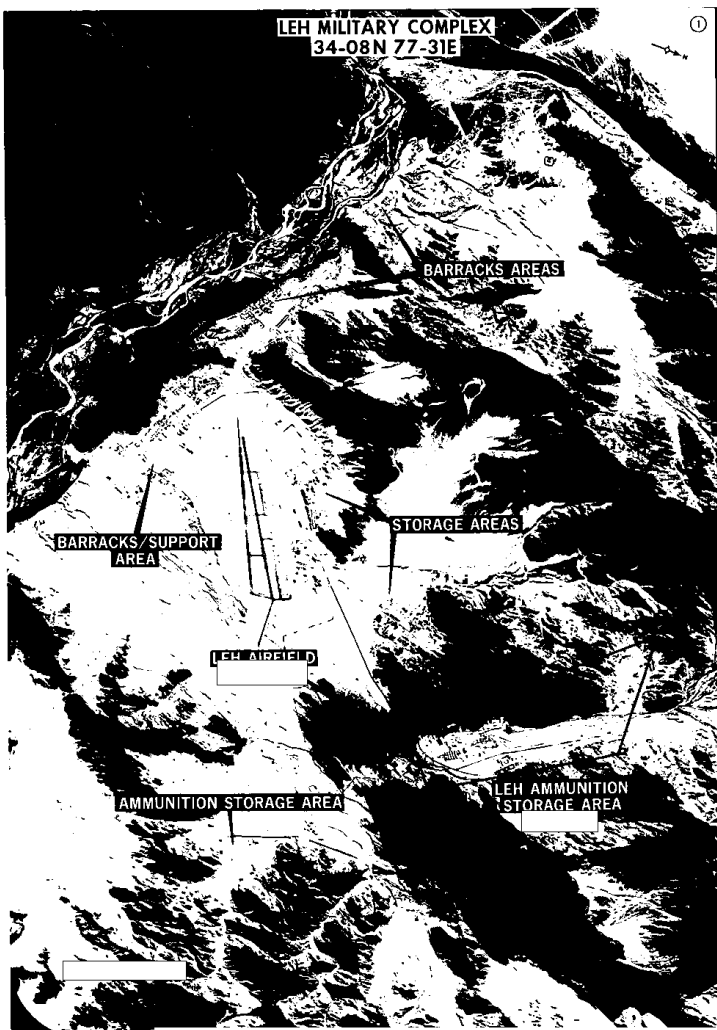 LEH MILITARY COMPLEX
34-08N 77-31E
1
N
BARRACKS AREAS
STORAGE AREAS
BARRACKS/SUPPORT
AREA
LEH AIRFIELD
AMMUNITION STORAGE AREA
LEH AMMUNITION
STORAGE AREA